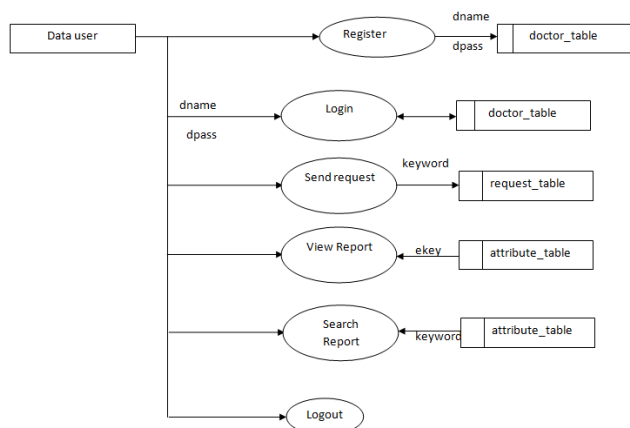 dname
Data user
Register
doctor_table
dpass
dname
Login
doctor_table
dpass
keyword
Send request
request_table
View Report
ekey
attribute_table
Search
Report
keyword
attribute_table
Logout